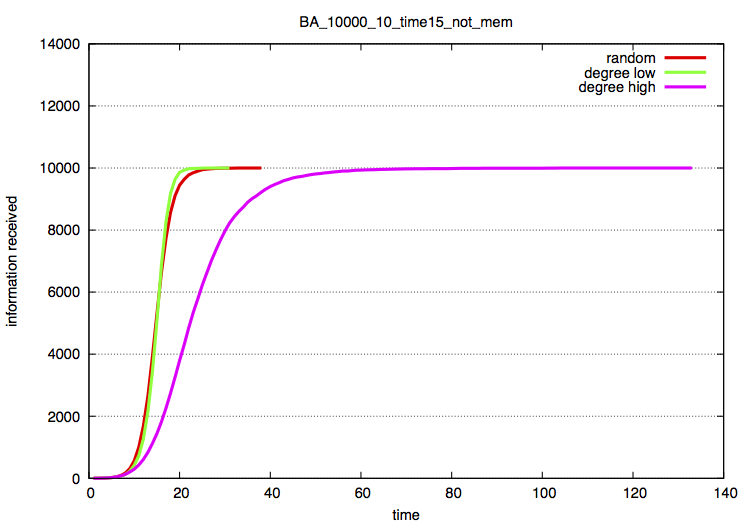 BA_10000_10_time15_not_mem
14000
12000
10000
8000
6000
4000
2000
0
0 20 40 60 80 100 120 140
information received
time
random
degree low
degree high